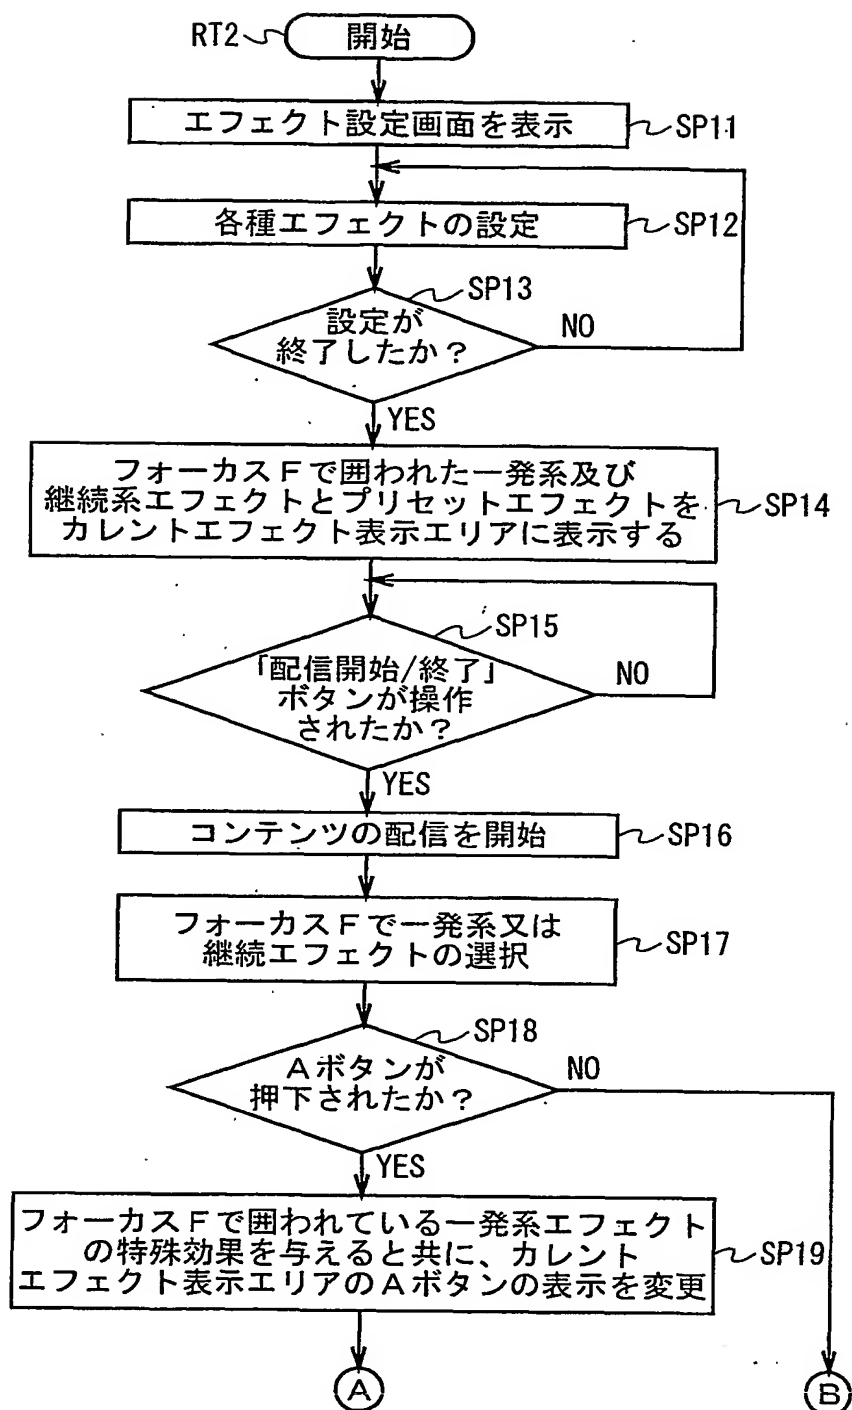 RT2
開始
エフェクト設定画面を表示
SP11
各種エフェクトの設定
SP12
SP13
設定が
終了したか？
NO
YES
フォーカスＦで囲われた一発系及び
継続系エフェクトとプリセットエフェクトを
カレントエフェクト表示エリアに表示する
SP14
SP15
「配信開始/終了」
ボタンが操作
されたか？
NO
YES
コンテンツの配信を開始
SP16
フォーカスＦで一発系又は
継続エフェクトの選択
SP17
SP18
Ａボタンが
押下されたか？
NO
YES
フォーカスＦで囲われている一発系エフェクト
の特殊効果を与えると共に、カレント
エフェクト表示エリアのＡボタンの表示を変更
SP19
A
B